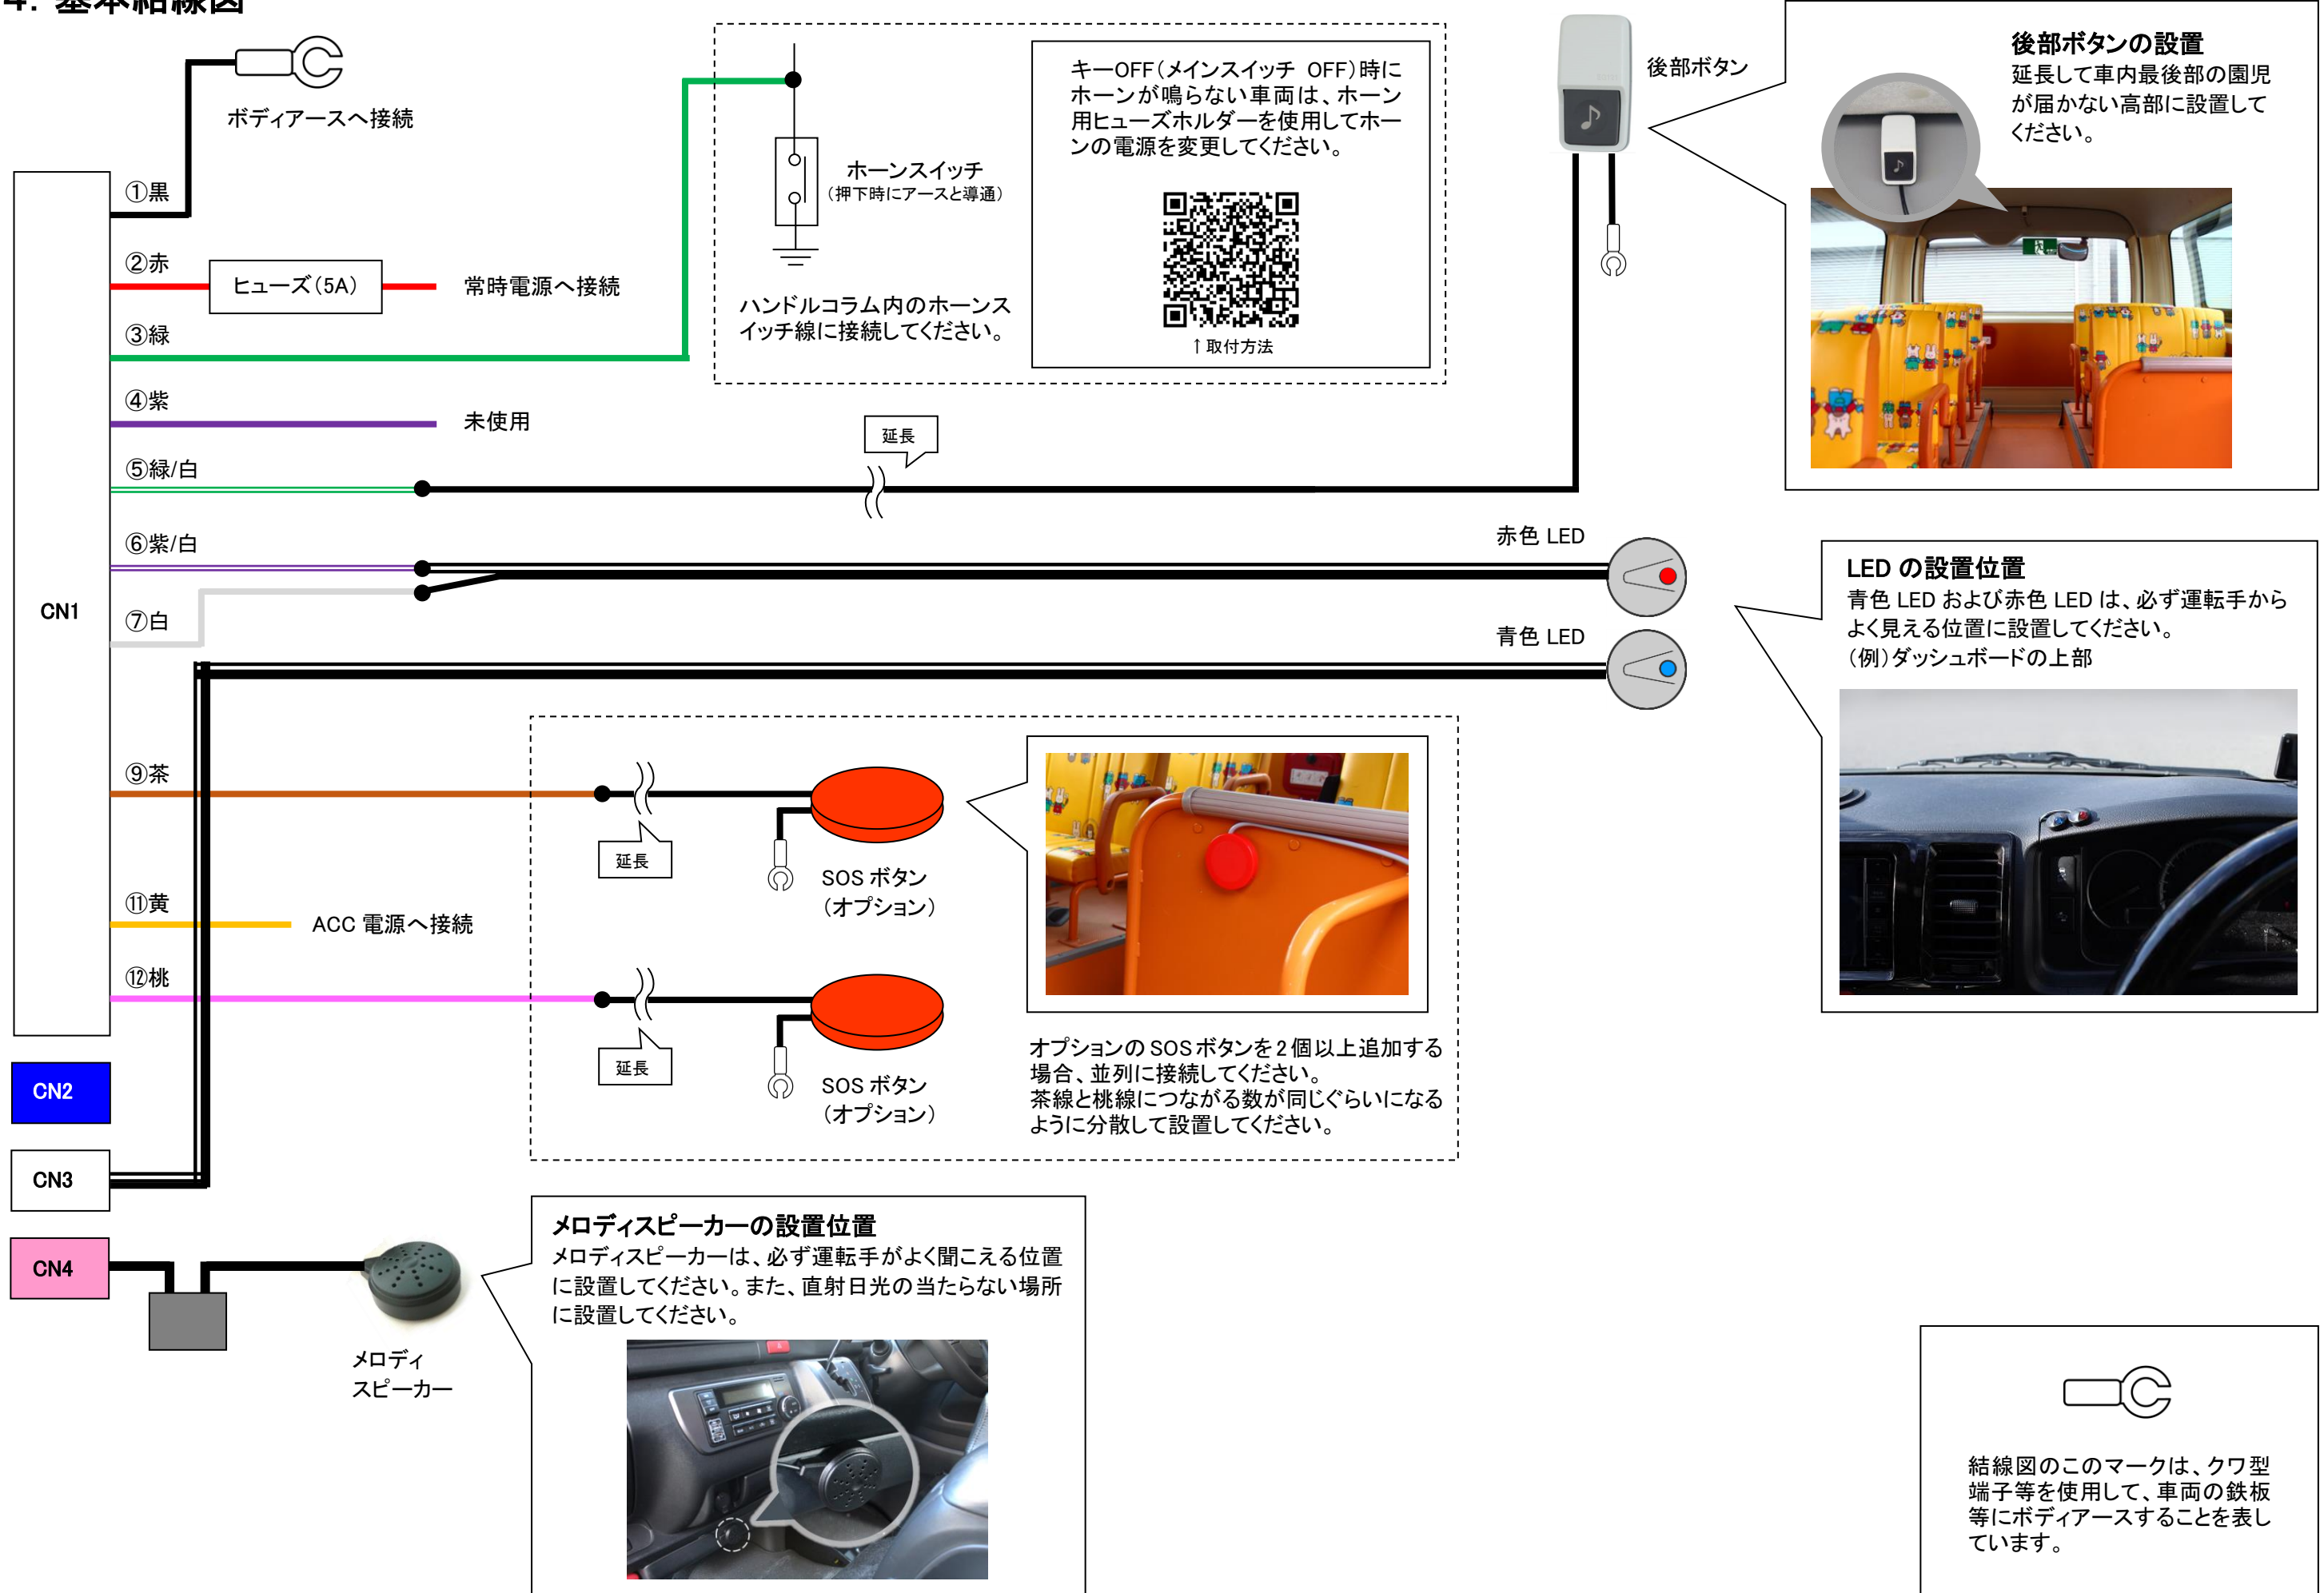 4. 基本結線図
ボディアースへ接続
①黒
②赤
ヒューズ(5A)
常時電源へ接続
③緑
④紫
未使用
⑤緑/白
⑥紫/白
⑦白
CN1
⑨茶
⑪黄
ACC 電源へ接続
⑫桃
CN2
CN3
CN4
ホーンスイッチ
(押下時にアースと導通)
ハンドルコラム内のホーンス
イッチ線に接続してください。
キーOFF(メインスイッチ OFF)時に
ホーンが鳴らない車両は、ホーン
用ヒューズホルダーを使用してホー
ンの電源を変更してください。
↑取付方法
延長
後部ボタン
後部ボタンの設置
延長して車内最後部の園児
が届かない高部に設置して
ください。
赤色 LED
青色 LED
LED の設置位置
青色 LED および赤色 LED は、必ず運転手から
よく見える位置に設置してください。
(例)ダッシュボードの上部
延長
SOS ボタン
(オプション)
延長
SOS ボタン
(オプション)
オプションの SOS ボタンを2個以上追加する
場合、並列に接続してください。
茶線と桃線につながる数が同じぐらいになる
ように分散して設置してください。
メロディ
スピーカー
メロディスピーカーの設置位置
メロディスピーカーは、必ず運転手がよく聞こえる位置
に設置してください。また、直射日光の当たらない場所
に設置してください。
結線図のこのマークは、クワ型
端子等を使用して、車両の鉄板
等にボディアースすることを表し
ています。